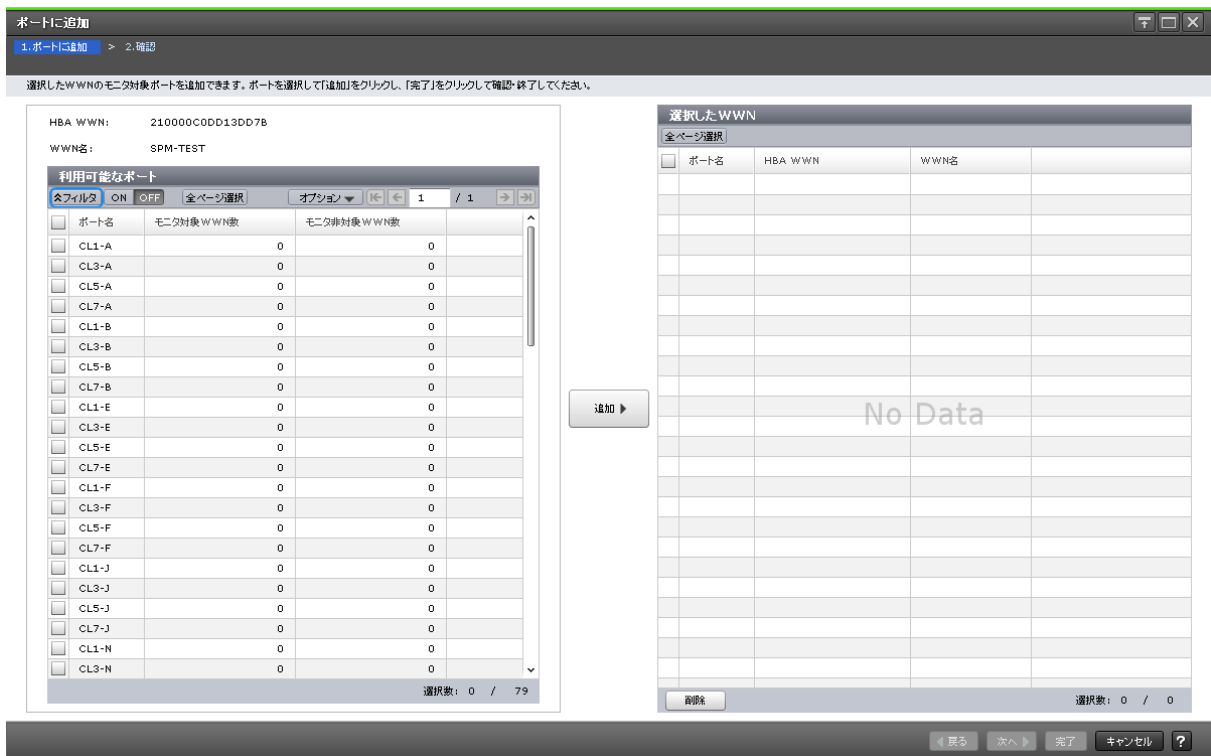 ポートに追加
1.ポートに追加 > 2.確認
選択したWWNのモニタ対象ポートを追加できます。ポートを選択して「追加」をクリックし、「完了」をクリックして確認・終了してください。
HBA WWN: 210000C0DD13DD7B
WWN名: SPM-TEST
利用可能なポート
フィルタ ON OFF 全ページ選択 オプション 1 / 1
ポート名 モニタ対象WWN数 モニタ非対象WWN数
CL1-A 0 0
CL3-A 0 0
CL5-A 0 0
CL7-A 0 0
CL1-B 0 0
CL3-B 0 0
CL5-B 0 0
CL7-B 0 0
CL1-E 0 0
CL3-E 0 0
CL5-E 0 0
CL7-E 0 0
CL1-F 0 0
CL3-F 0 0
CL5-F 0 0
CL7-F 0 0
CL1-J 0 0
CL3-J 0 0
CL5-J 0 0
CL7-J 0 0
CL1-N 0 0
CL3-N 0 0
選択数: 0 / 79
追加
選択したWWN
全ページ選択
ポート名 HBA WWN WWN名
No Data
削除 選択数: 0 / 0
戻る 次へ 完了 キャンセル ?